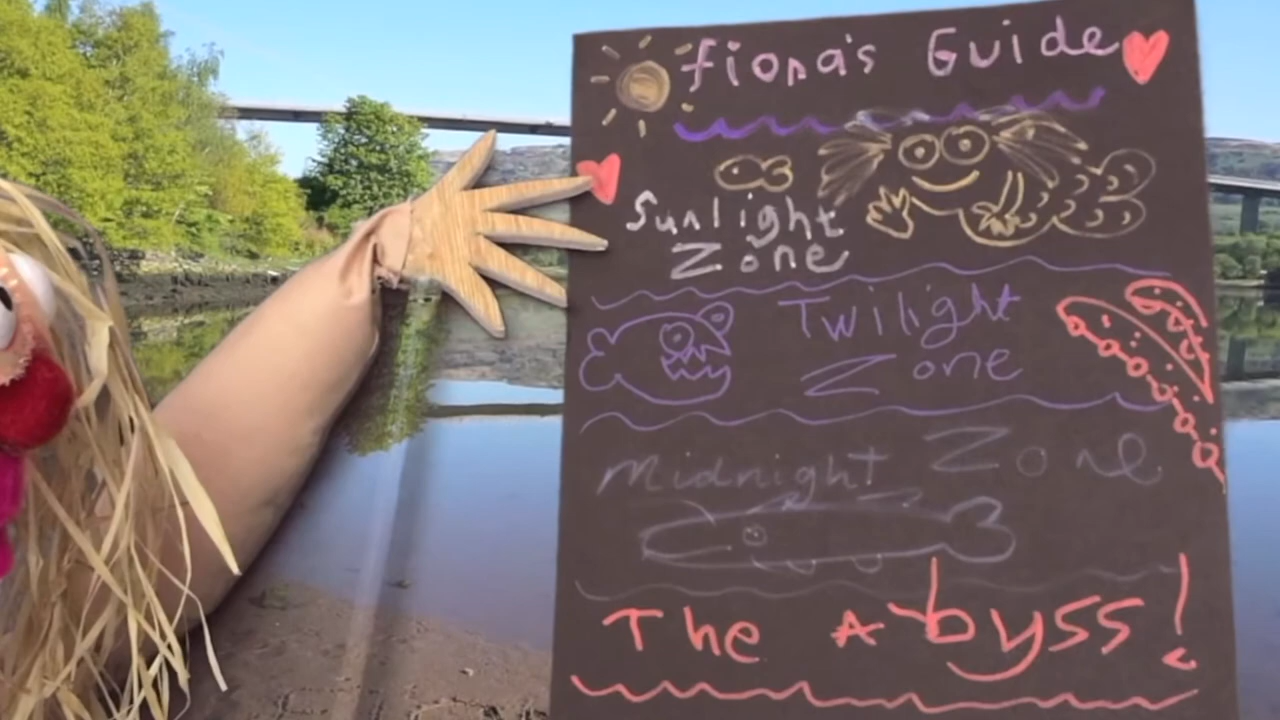 fiona's Guide
Sunlight
Zone
Twilight
Zone
Midnight Zone
The Abyss!